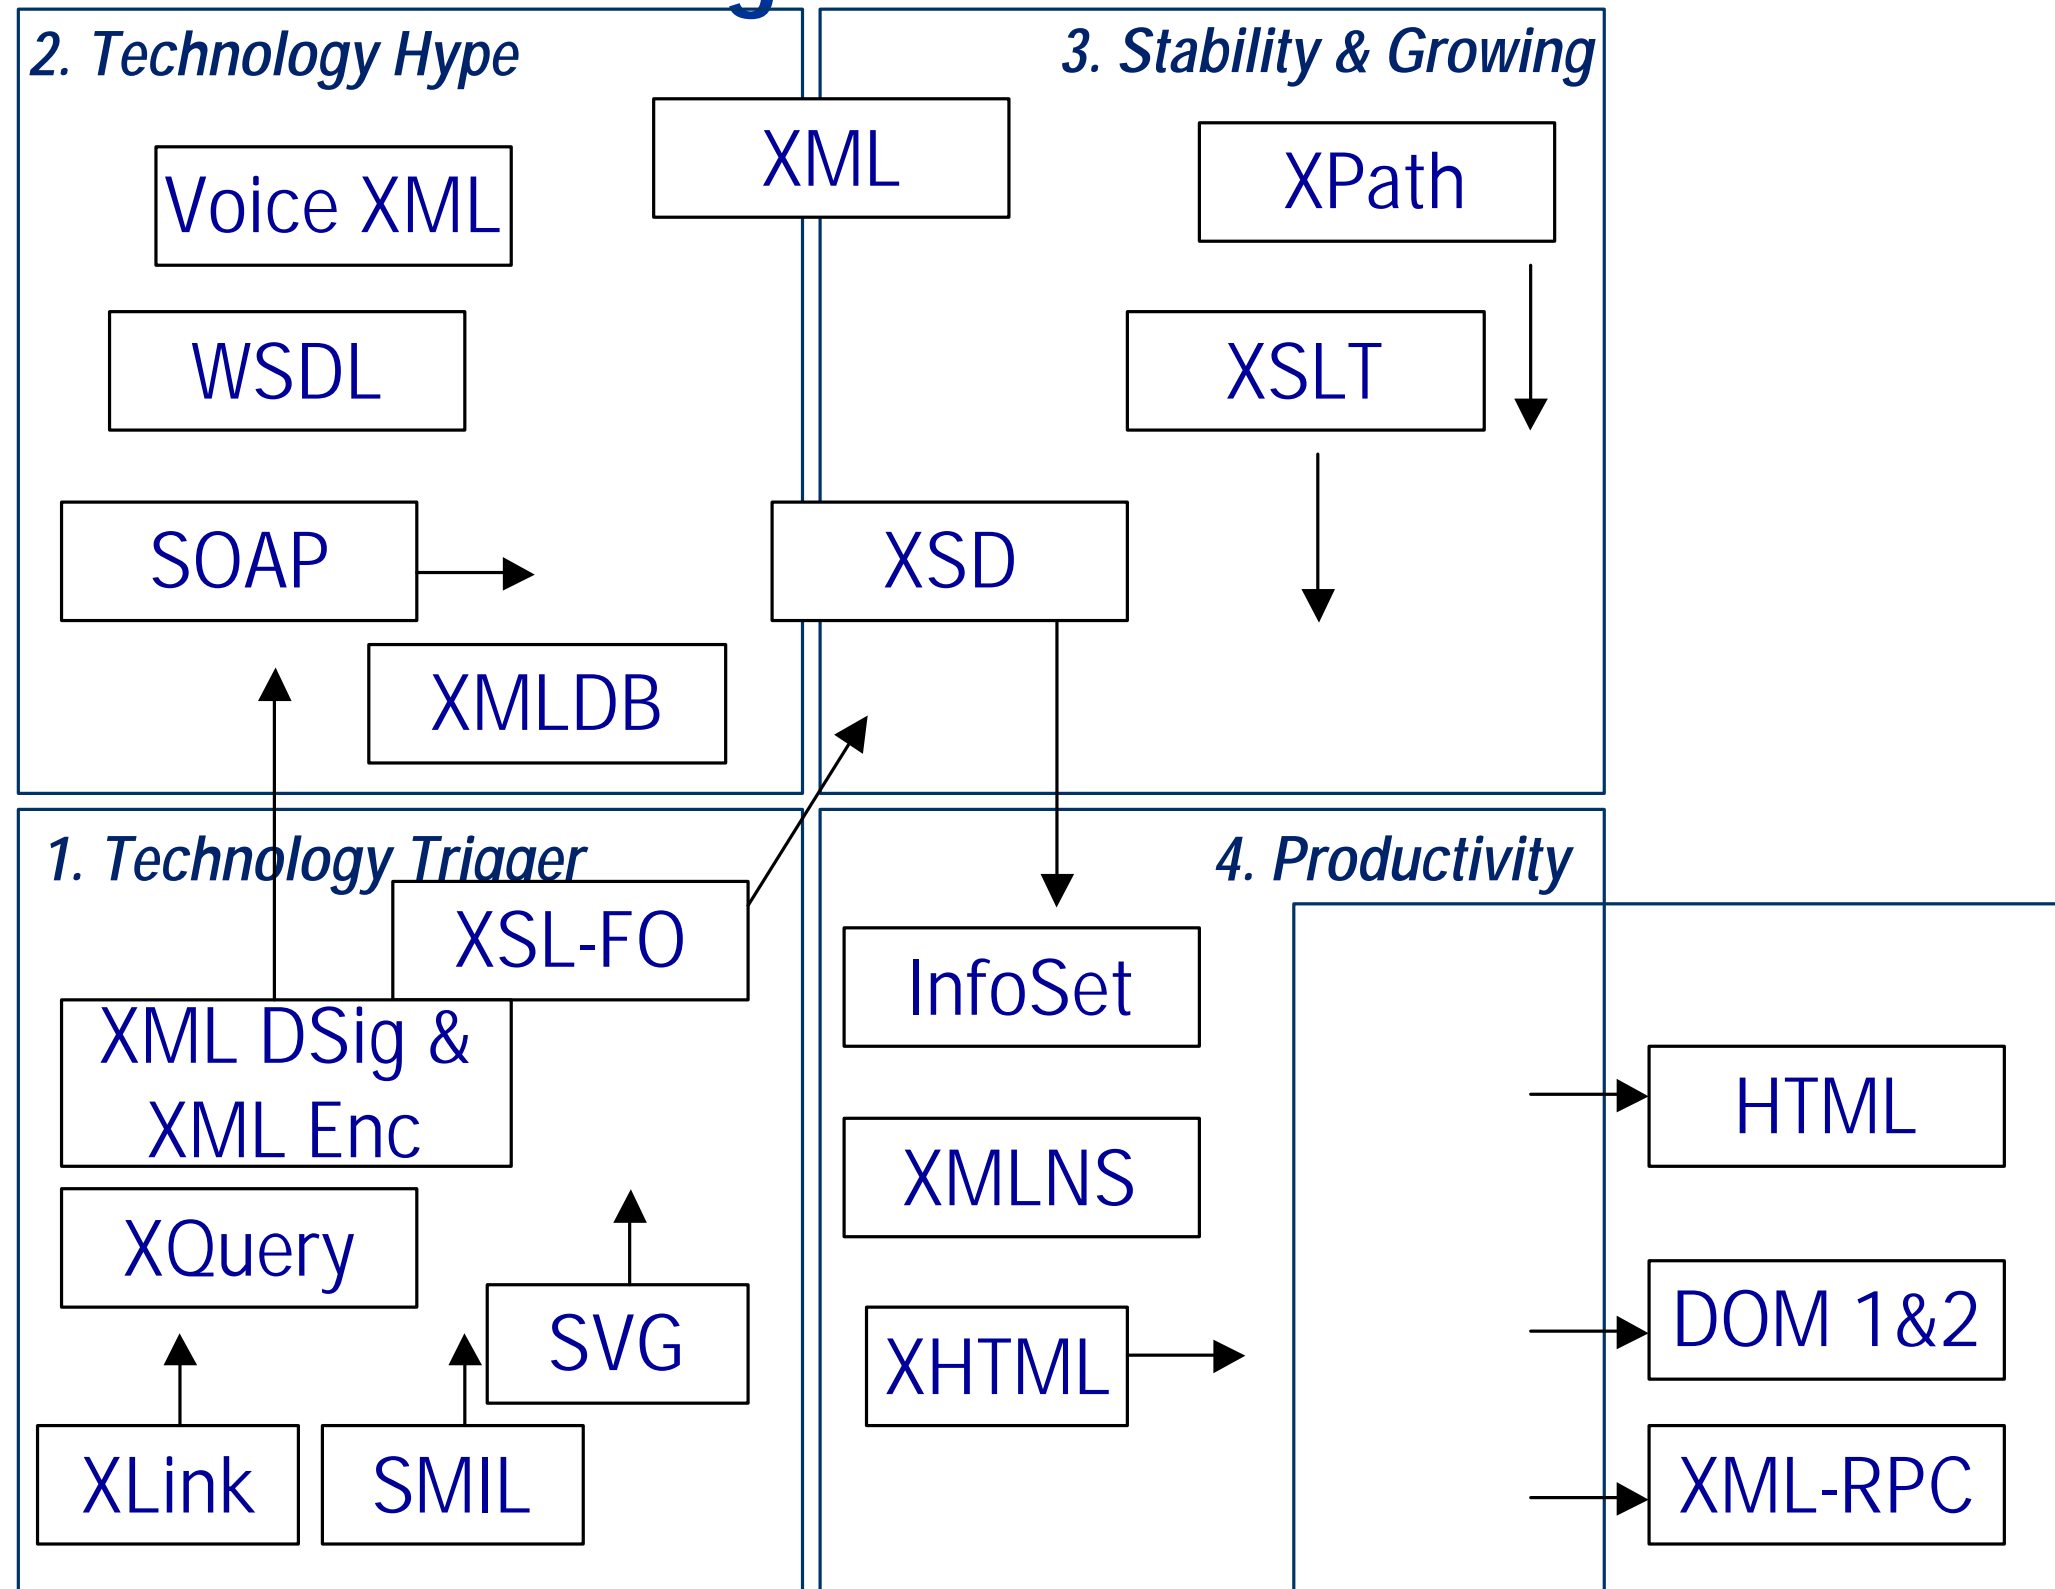 2. Technology Hype
3. Stability & Growing
XML
XPath
Voice XML
WSDL
XSLT
SOAP
XSD
XMLDB
1. Technology Trigger
4. Productivity
XSL-FO
InfoSet
XML DSig &
XML Enc
HTML
XMLNS
XQuery
SVG
DOM 1&2
XHTML
XLink
SMIL
XML-RPC